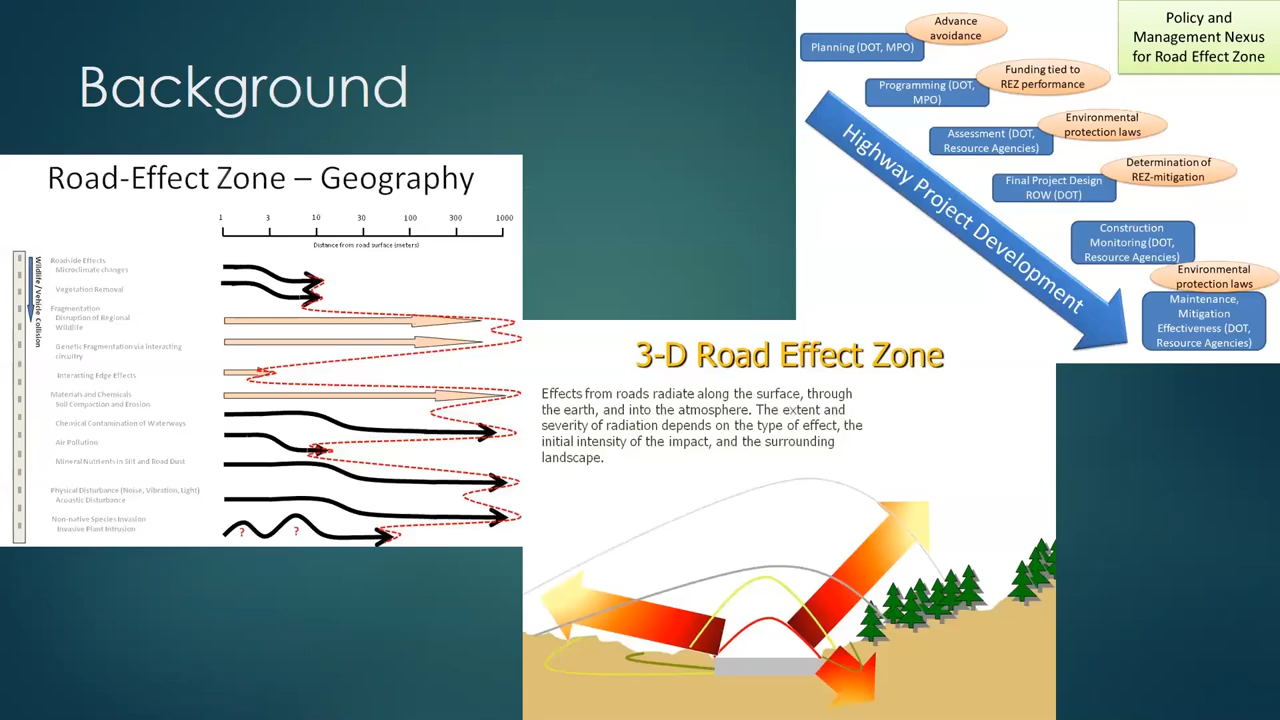 Background
Road-Effect Zone – Geography
1 3 10 30 100 300 1000
Distance from road surface (meters)
Wildlife / Vehicle Collision
Roadside Effects
Microclimate changes
Vegetation Removal
Fragmentation
Disruption of Regional
Wildlife
Genetic Fragmentation via interacting
circuitry
Interacting Edge Effects
Materials and Chemicals
Soil Compaction and Erosion
Chemical Contamination of Waterways
Air Pollution
Mineral Nutrients in Silt and Road Dust
Physical Disturbance (Noise, Vibration, Light)
Acoustic Disturbance
Non-native Species Invasion
Invasive Plant Intrusion
? ?
Policy and
Management Nexus
for Road Effect Zone
Planning (DOT, MPO)
Advance
avoidance
Programming (DOT,
MPO)
Funding tied to
REZ performance
Assessment (DOT,
Resource Agencies)
Environmental
protection laws
Final Project Design
ROW (DOT)
Determination of
REZ-mitigation
Construction
Monitoring (DOT,
Resource Agencies)
Environmental
protection laws
Maintenance,
Mitigation
Effectiveness (DOT,
Resource Agencies)
Highway Project Development
3-D Road Effect Zone
Effects from roads radiate along the surface, through
the earth, and into the atmosphere. The extent and
severity of radiation depends on the type of effect, the
initial intensity of the impact, and the surrounding
landscape.